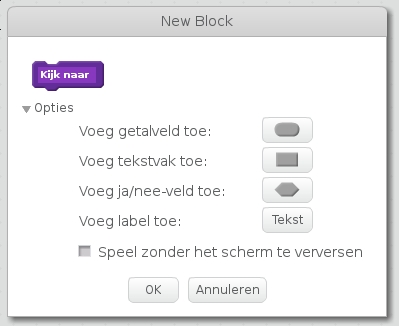 New Block
Kijk naar
Opties
Voeg getalveld toe:
Voeg tekstvak toe:
Voeg ja/nee-veld toe:
Voeg label toe: Tekst
Speel zonder het scherm te verversen
OK Annuleren